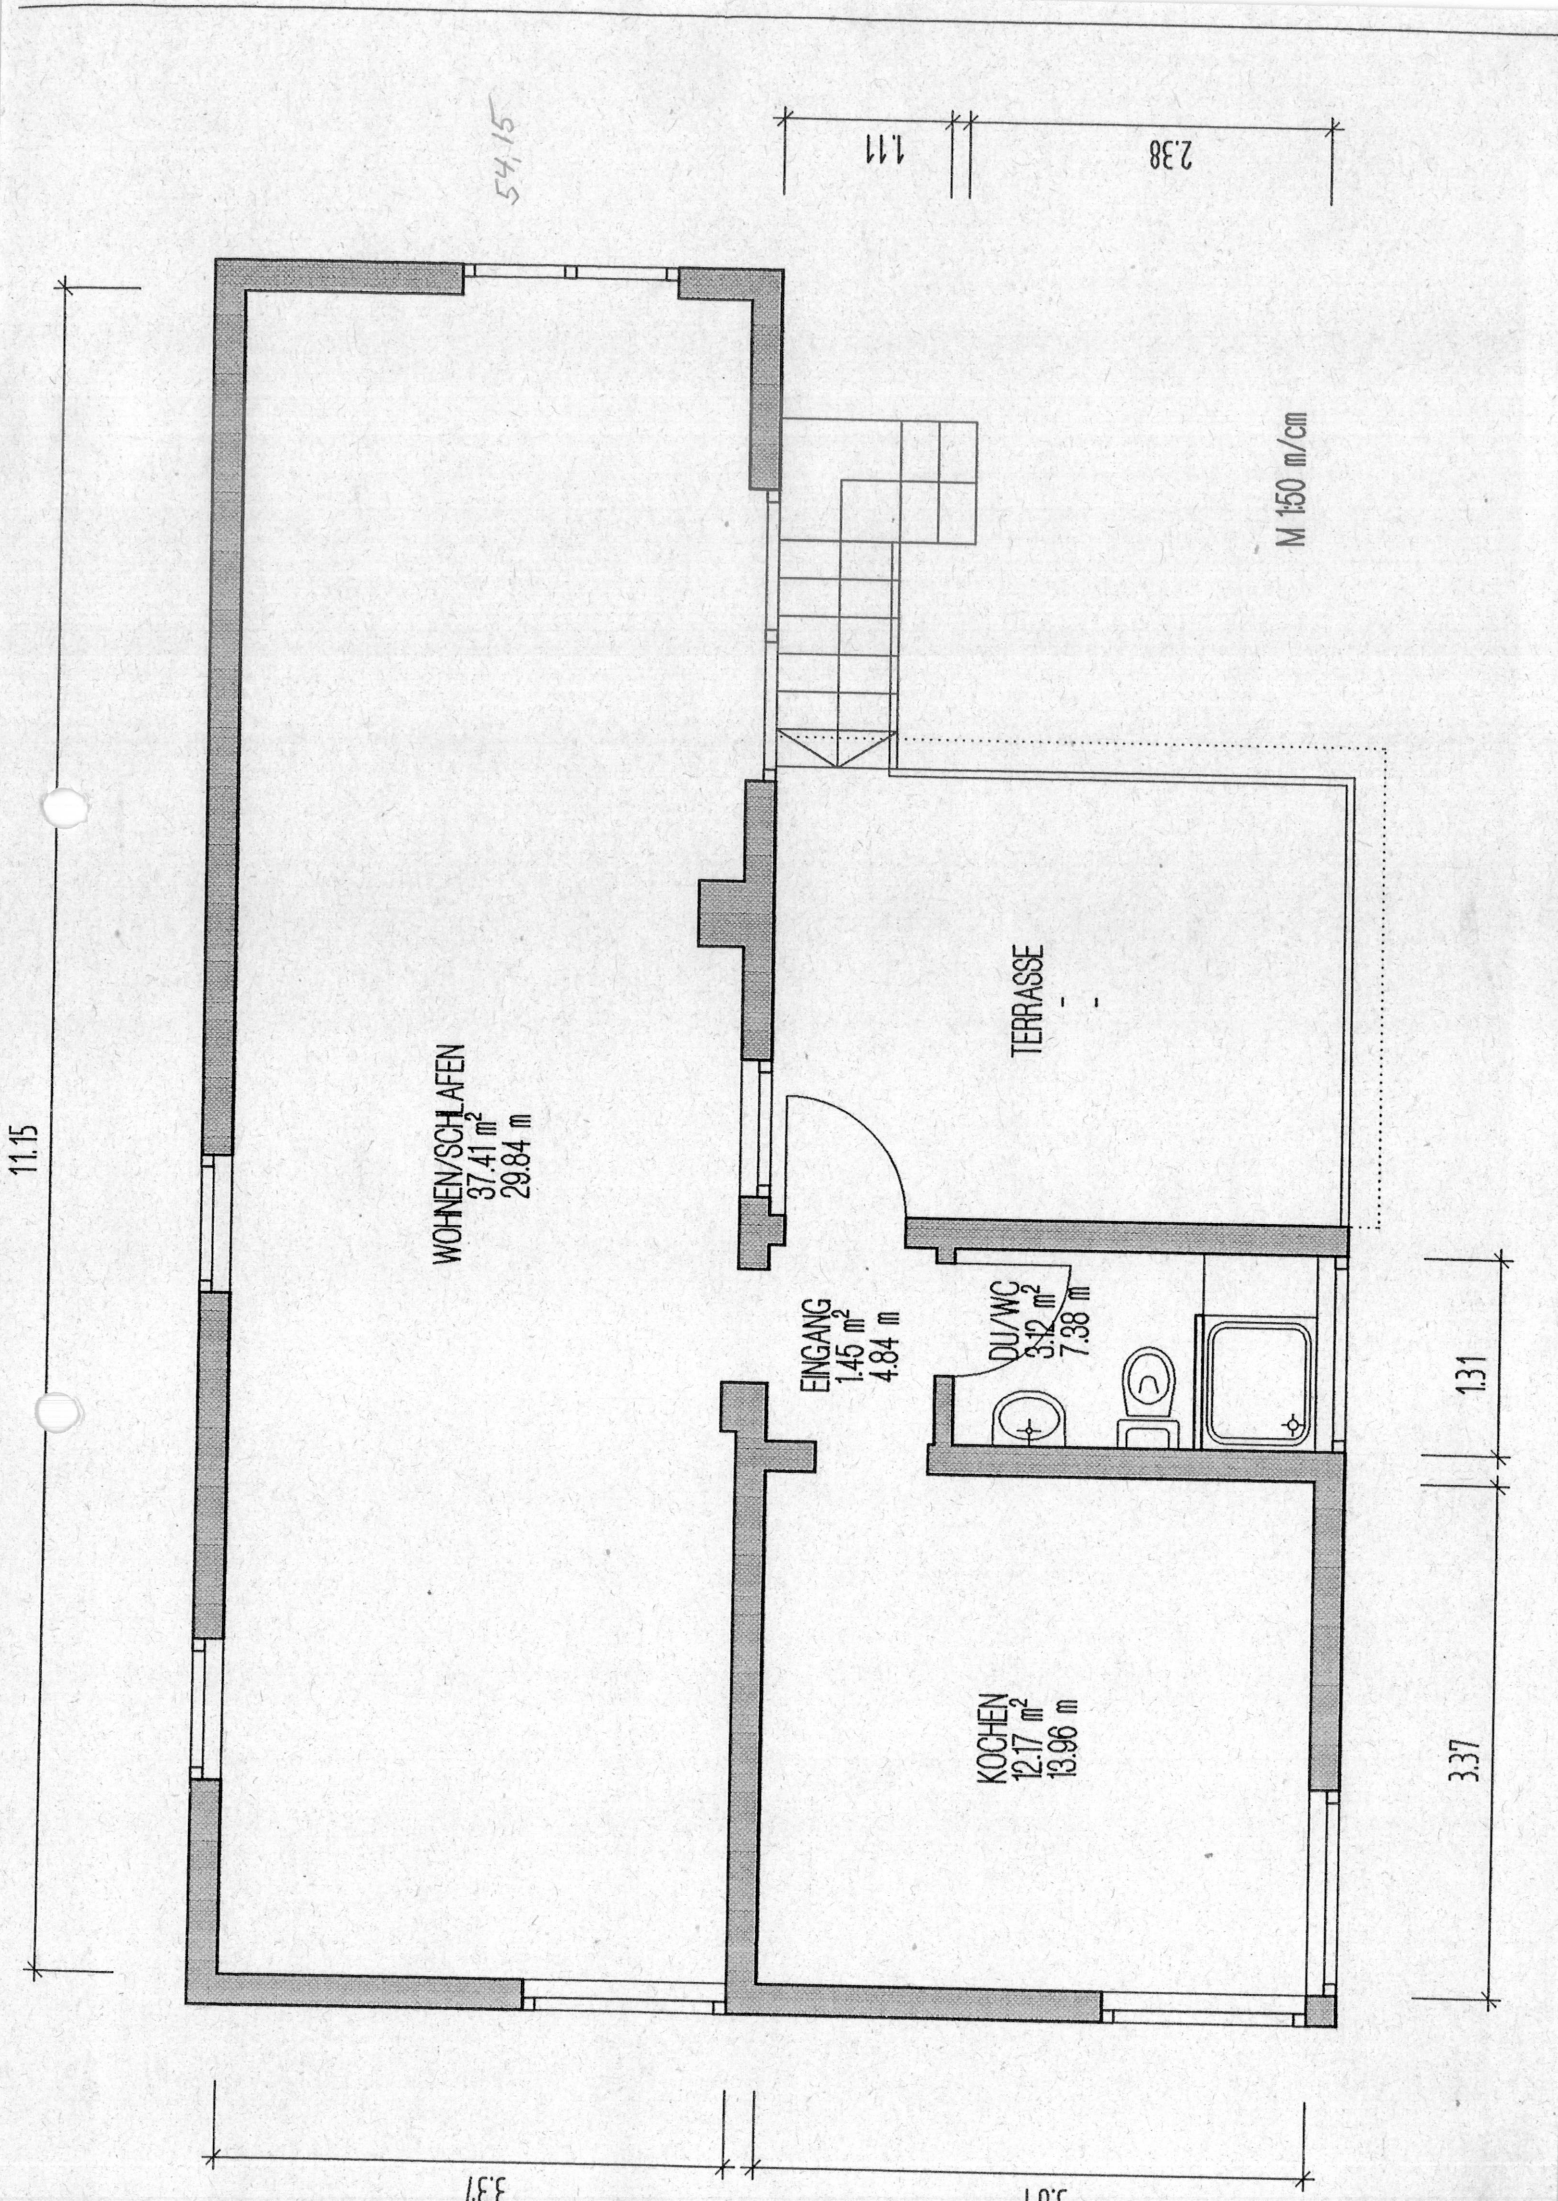 11.15
54,15
1.11
2.38
M 1:50 m/cm
WOHNEN/SCHLAFEN
37.41 m²
29.84 m
TERRASSE
-
-
EINGANG
1.45 m²
4.84 m
DU/WC
3.12 m²
7.38 m
KOCHEN
12.17 m²
13.96 m
1.31
3.37
3.37